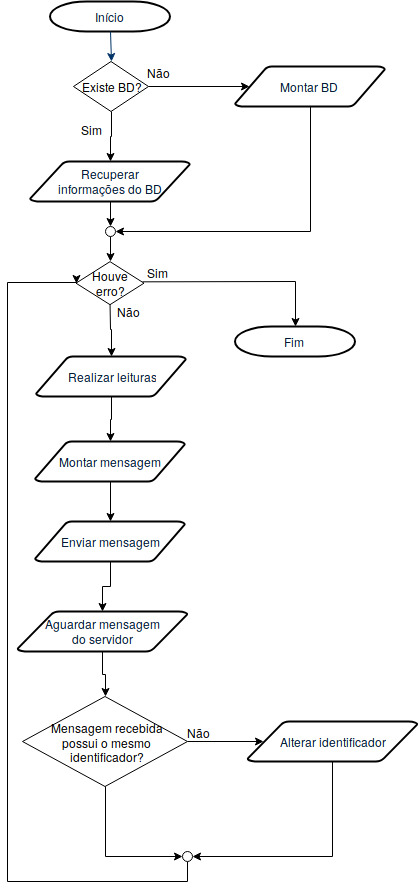 Início
Existe BD?
Não
Montar BD
Sim
Recuperar
informações do BD
Houve
erro?
Sim
Não
Fim
Realizar leituras
Montar mensagem
Enviar mensagem
Aguardar mensagem
do servidor
Mensagem recebida
possui o mesmo
identificador?
Não
Alterar identificador